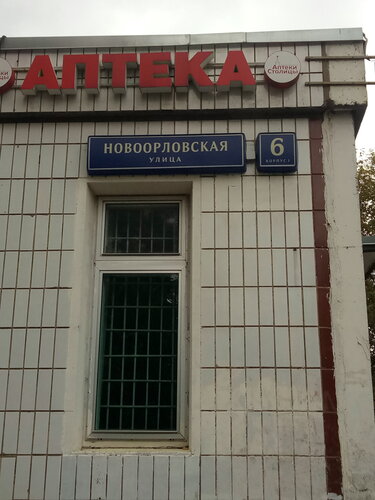 АПТЕКА
Аптеки
Столицы
НОВООРЛОВСКАЯ
УЛИЦА
6
КОРПУС 2